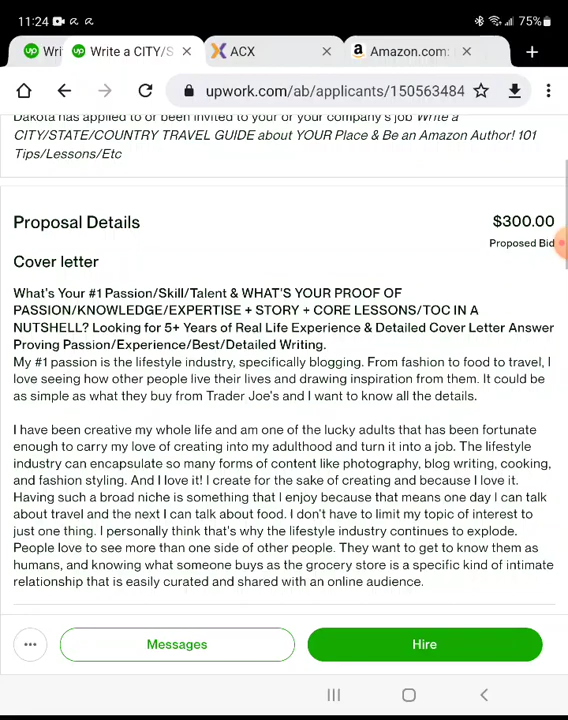 11:24 75%
Wri Write a CITY/S ACX Amazon.com:
upwork.com/ab/applicants/150563484
Dakota has applied to or been invited to your or your company's job Write a
CITY/STATE/COUNTRY TRAVEL GUIDE about YOUR Place & Be an Amazon Author! 101
Tips/Lessons/Etc
Proposal Details
$300.00
Proposed Bid
Cover letter
What's Your #1 Passion/Skill/Talent & WHAT'S YOUR PROOF OF
PASSION/KNOWLEDGE/EXPERTISE + STORY + CORE LESSONS/TOC IN A
NUTSHELL? Looking for 5+ Years of Real Life Experience & Detailed Cover Letter Answer
Proving Passion/Experience/Best/Detailed Writing.
My #1 passion is the lifestyle industry, specifically blogging. From fashion to food to travel, I
love seeing how other people live their lives and drawing inspiration from them. It could be
as simple as what they buy from Trader Joe's and I want to know all the details.
I have been creative my whole life and am one of the lucky adults that has been fortunate
enough to carry my love of creating into my adulthood and turn it into a job. The lifestyle
industry can encapsulate so many forms of content like photography, blog writing, cooking,
and fashion styling. And I love it! I create for the sake of creating and because I love it.
Having such a broad niche is something that I enjoy because that means one day I can talk
about travel and the next I can talk about food. I don't have to limit my topic of interest to
just one thing. I personally think that's why the lifestyle industry continues to explode.
People love to see more than one side of other people. They want to get to know them as
humans, and knowing what someone buys as the grocery store is a specific kind of intimate
relationship that is easily curated and shared with an online audience.
Messages
Hire